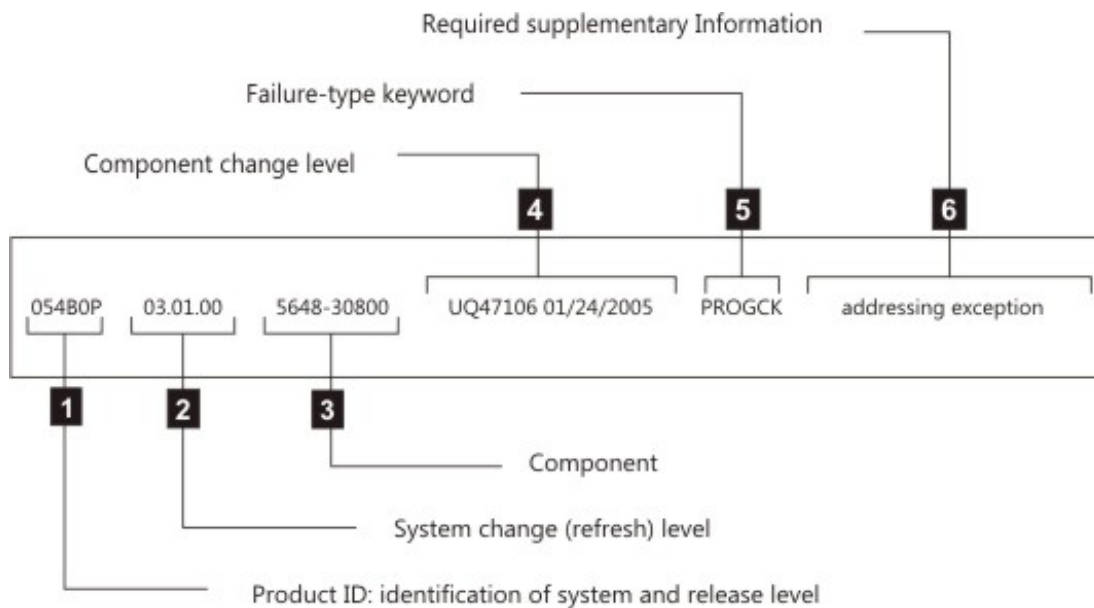 Required supplementary Information
Failure-type keyword
Component change level
4 5 6
054B0P 03.01.00 5648-30800 UQ47106 01/24/2005 PROGCK addressing exception
1 2 3
Component
System change (refresh) level
Product ID: identification of system and release level